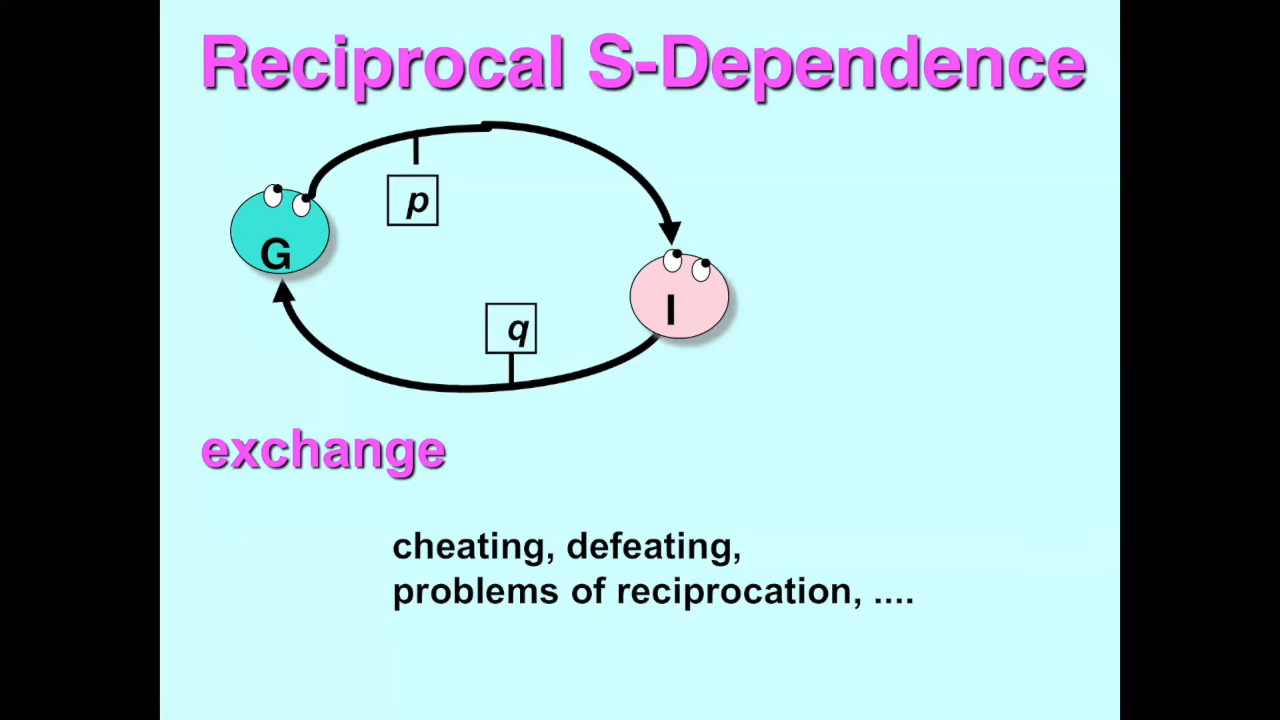 Reciprocal S-Dependence
p
G
I
q
exchange
cheating, defeating,
problems of reciprocation, ....